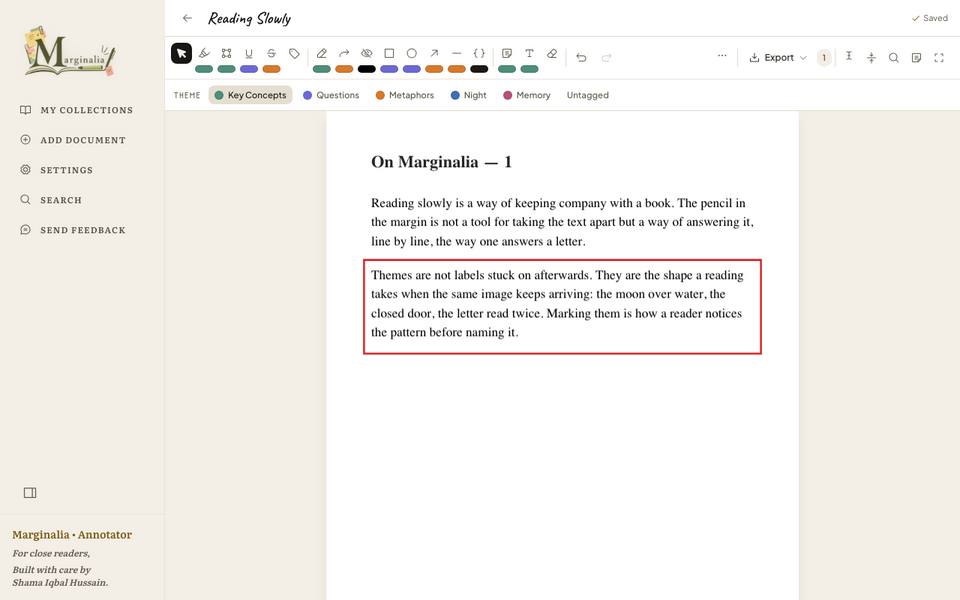 Marginalia
MY COLLECTIONS
ADD DOCUMENT
SETTINGS
SEARCH
SEND FEEDBACK
Marginalia • Annotator
For close readers,
Built with care by
Shama Iqbal Hussain.
Reading Slowly
Saved
U S T { }
Export
1
THEME Key Concepts Questions Metaphors Night Memory Untagged
On Marginalia — 1
Reading slowly is a way of keeping company with a book. The pencil in
the margin is not a tool for taking the text apart but a way of answering it,
line by line, the way one answers a letter.
Themes are not labels stuck on afterwards. They are the shape a reading
takes when the same image keeps arriving: the moon over water, the
closed door, the letter read twice. Marking them is how a reader notices
the pattern before naming it.